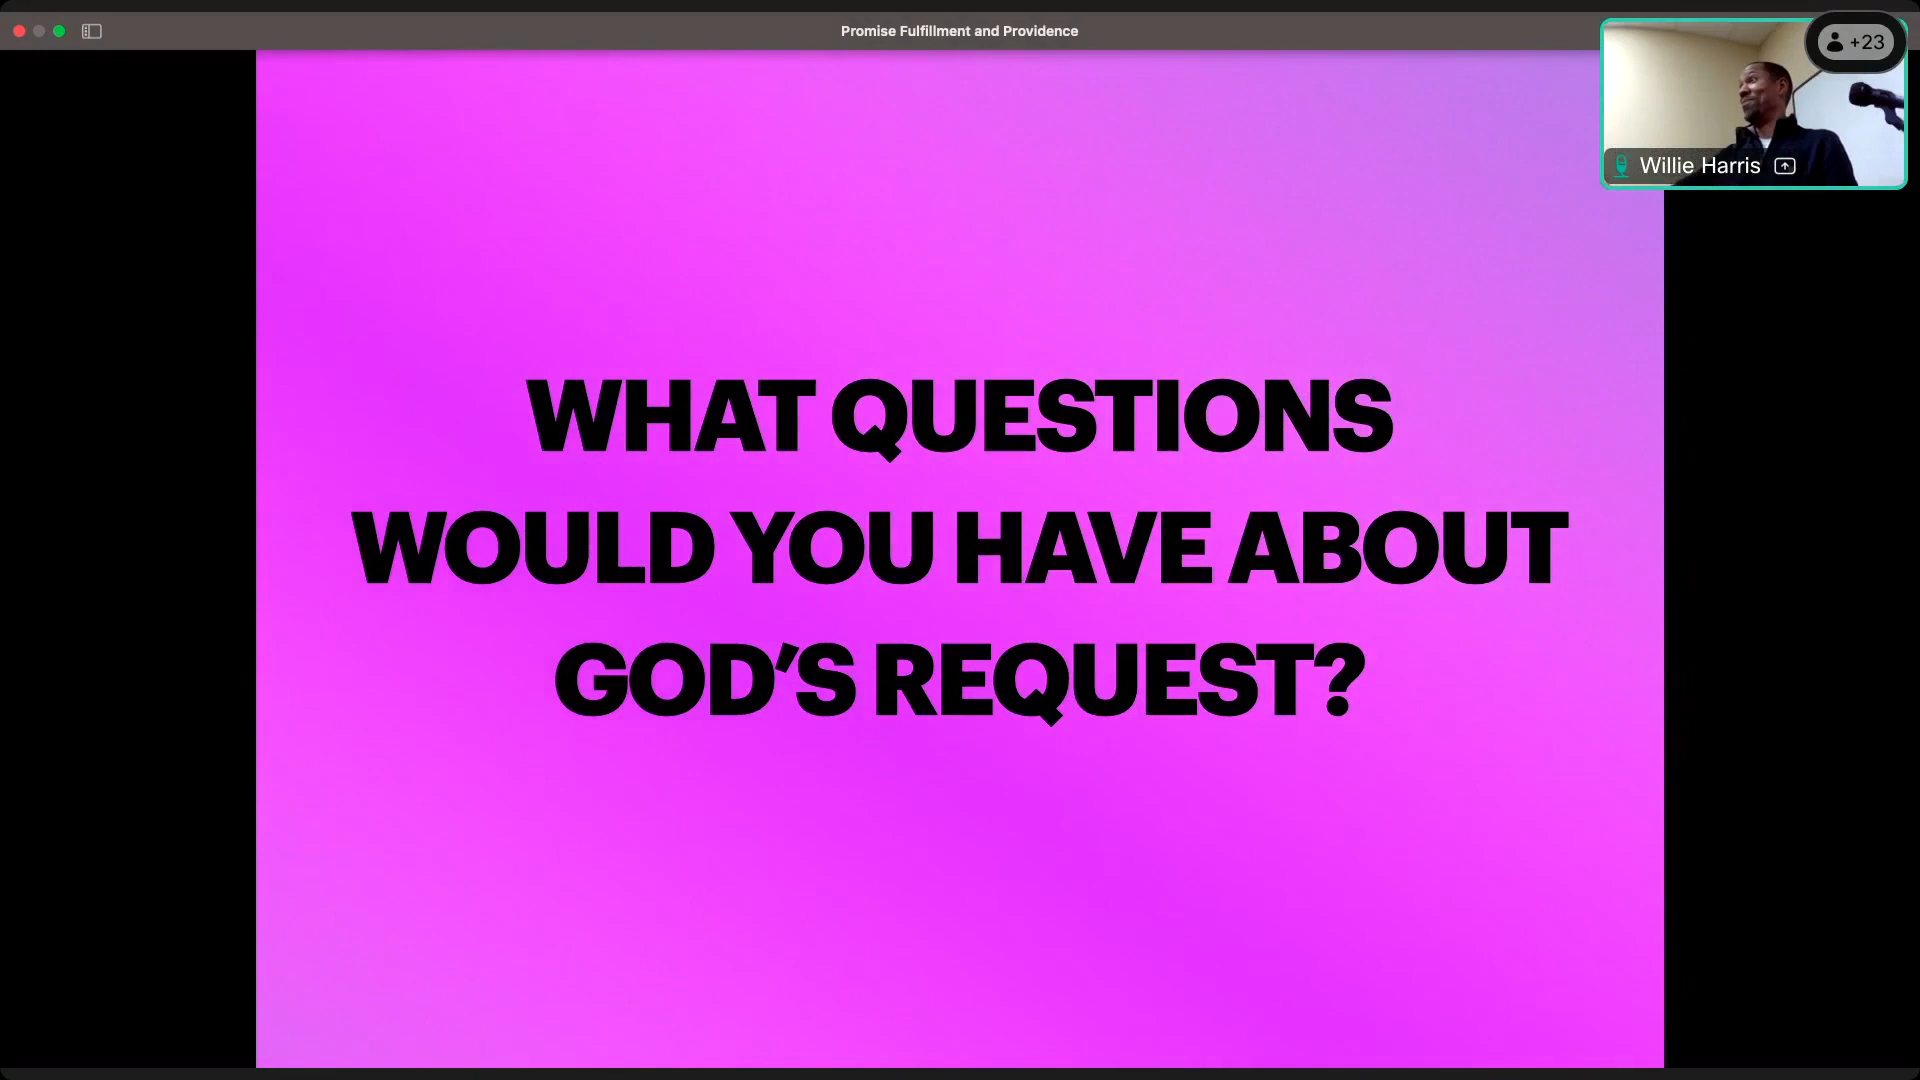 Promise Fulfillment and Providence
+23
Willie Harris
WHAT QUESTIONS
WOULD YOU HAVE ABOUT
GOD’S REQUEST?